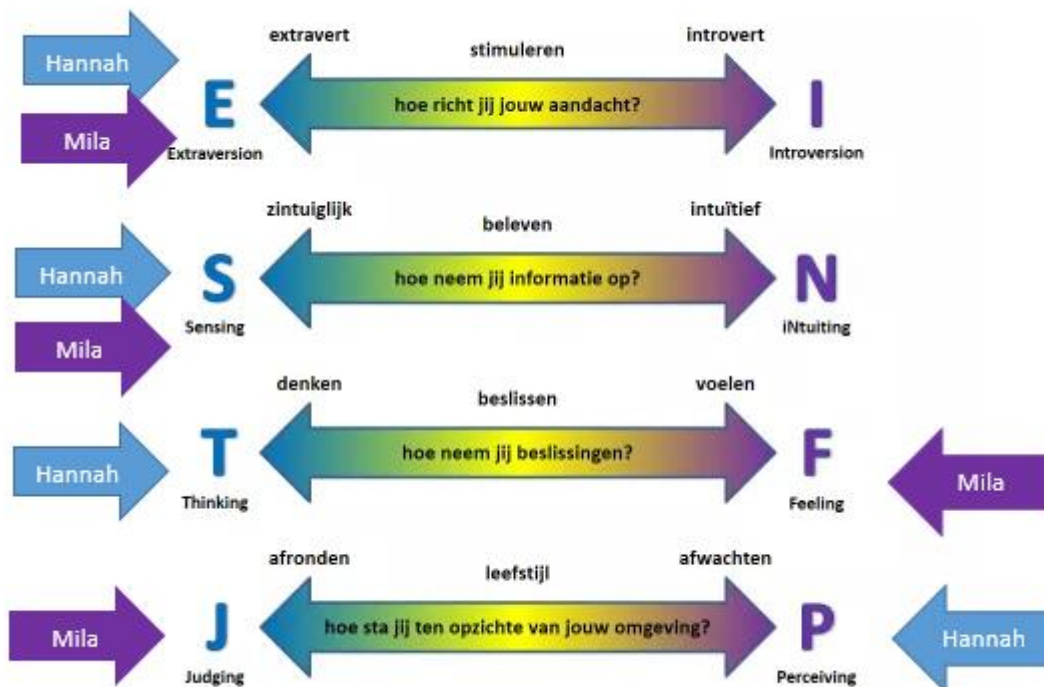 extravert
stimuleren
introvert
Hannah
E
hoe richt jij jouw aandacht?
I
Mila
Extraversion
Introversion
zintuiglijk
beleven
intuïtief
Hannah
S
hoe neem jij informatie op?
N
Sensing
iNtuiting
Mila
denken
beslissen
voelen
Hannah
T
hoe neem jij beslissingen?
F
Mila
Thinking
Feeling
afronden
leefstijl
afwachten
Mila
J
hoe sta jij ten opzichte van jouw omgeving?
P
Hannah
Judging
Perceiving